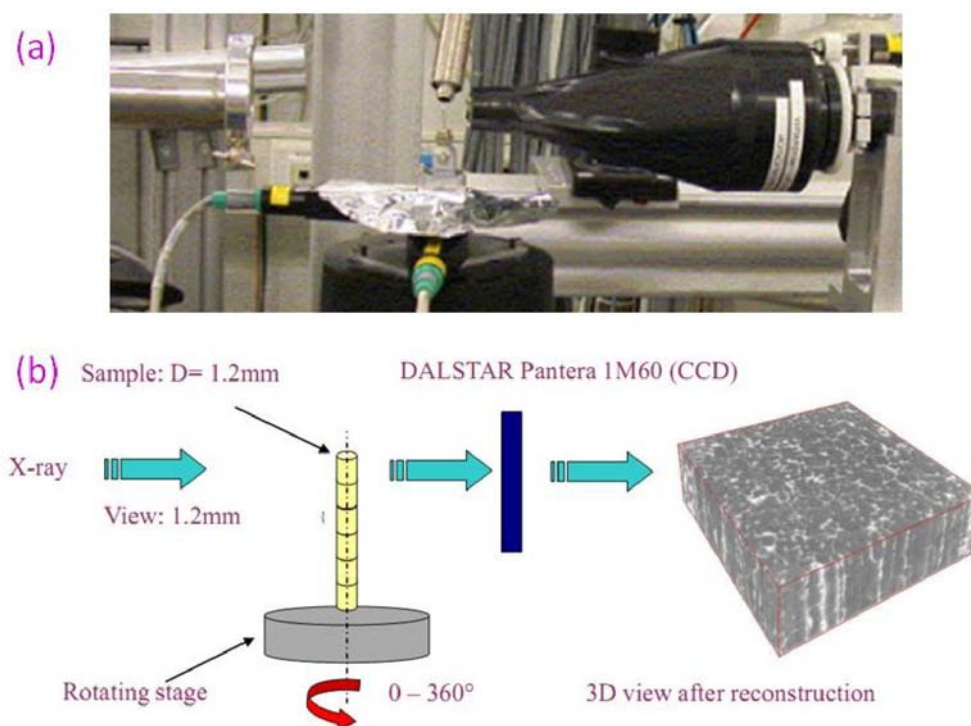 (a)
(b)
Sample: D= 1.2mm
DALSTAR Pantera 1M60 (CCD)
X-ray
View: 1.2mm
Rotating stage
0 – 360°
3D view after reconstruction